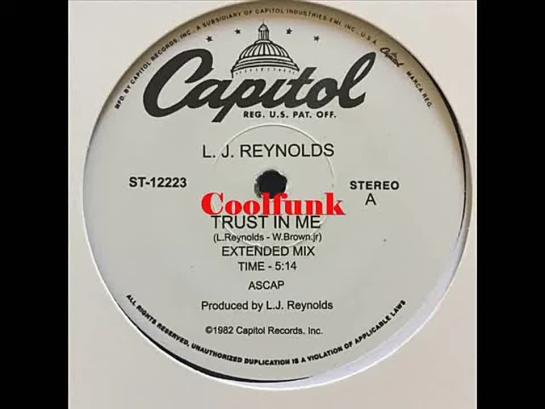 MFD. BY CAPITOL RECORDS, INC., A SUBSIDIARY OF CAPITOL INDUSTRIES-EMI, INC., U.S.A.
MARCA REG.
Capitol
REG. U.S. PAT. OFF.
L. J. REYNOLDS
ST-12223
STEREO
A
Coolfunk
TRUST IN ME
(L.Reynolds - W.Brown.jr)
EXTENDED MIX
TIME - 5:14
ASCAP
Produced by L.J. Reynolds
©1982 Capitol Records, Inc.
ALL RIGHTS RESERVED, UNAUTHORIZED DUPLICATION IS A VIOLATION OF APPLICABLE LAWS